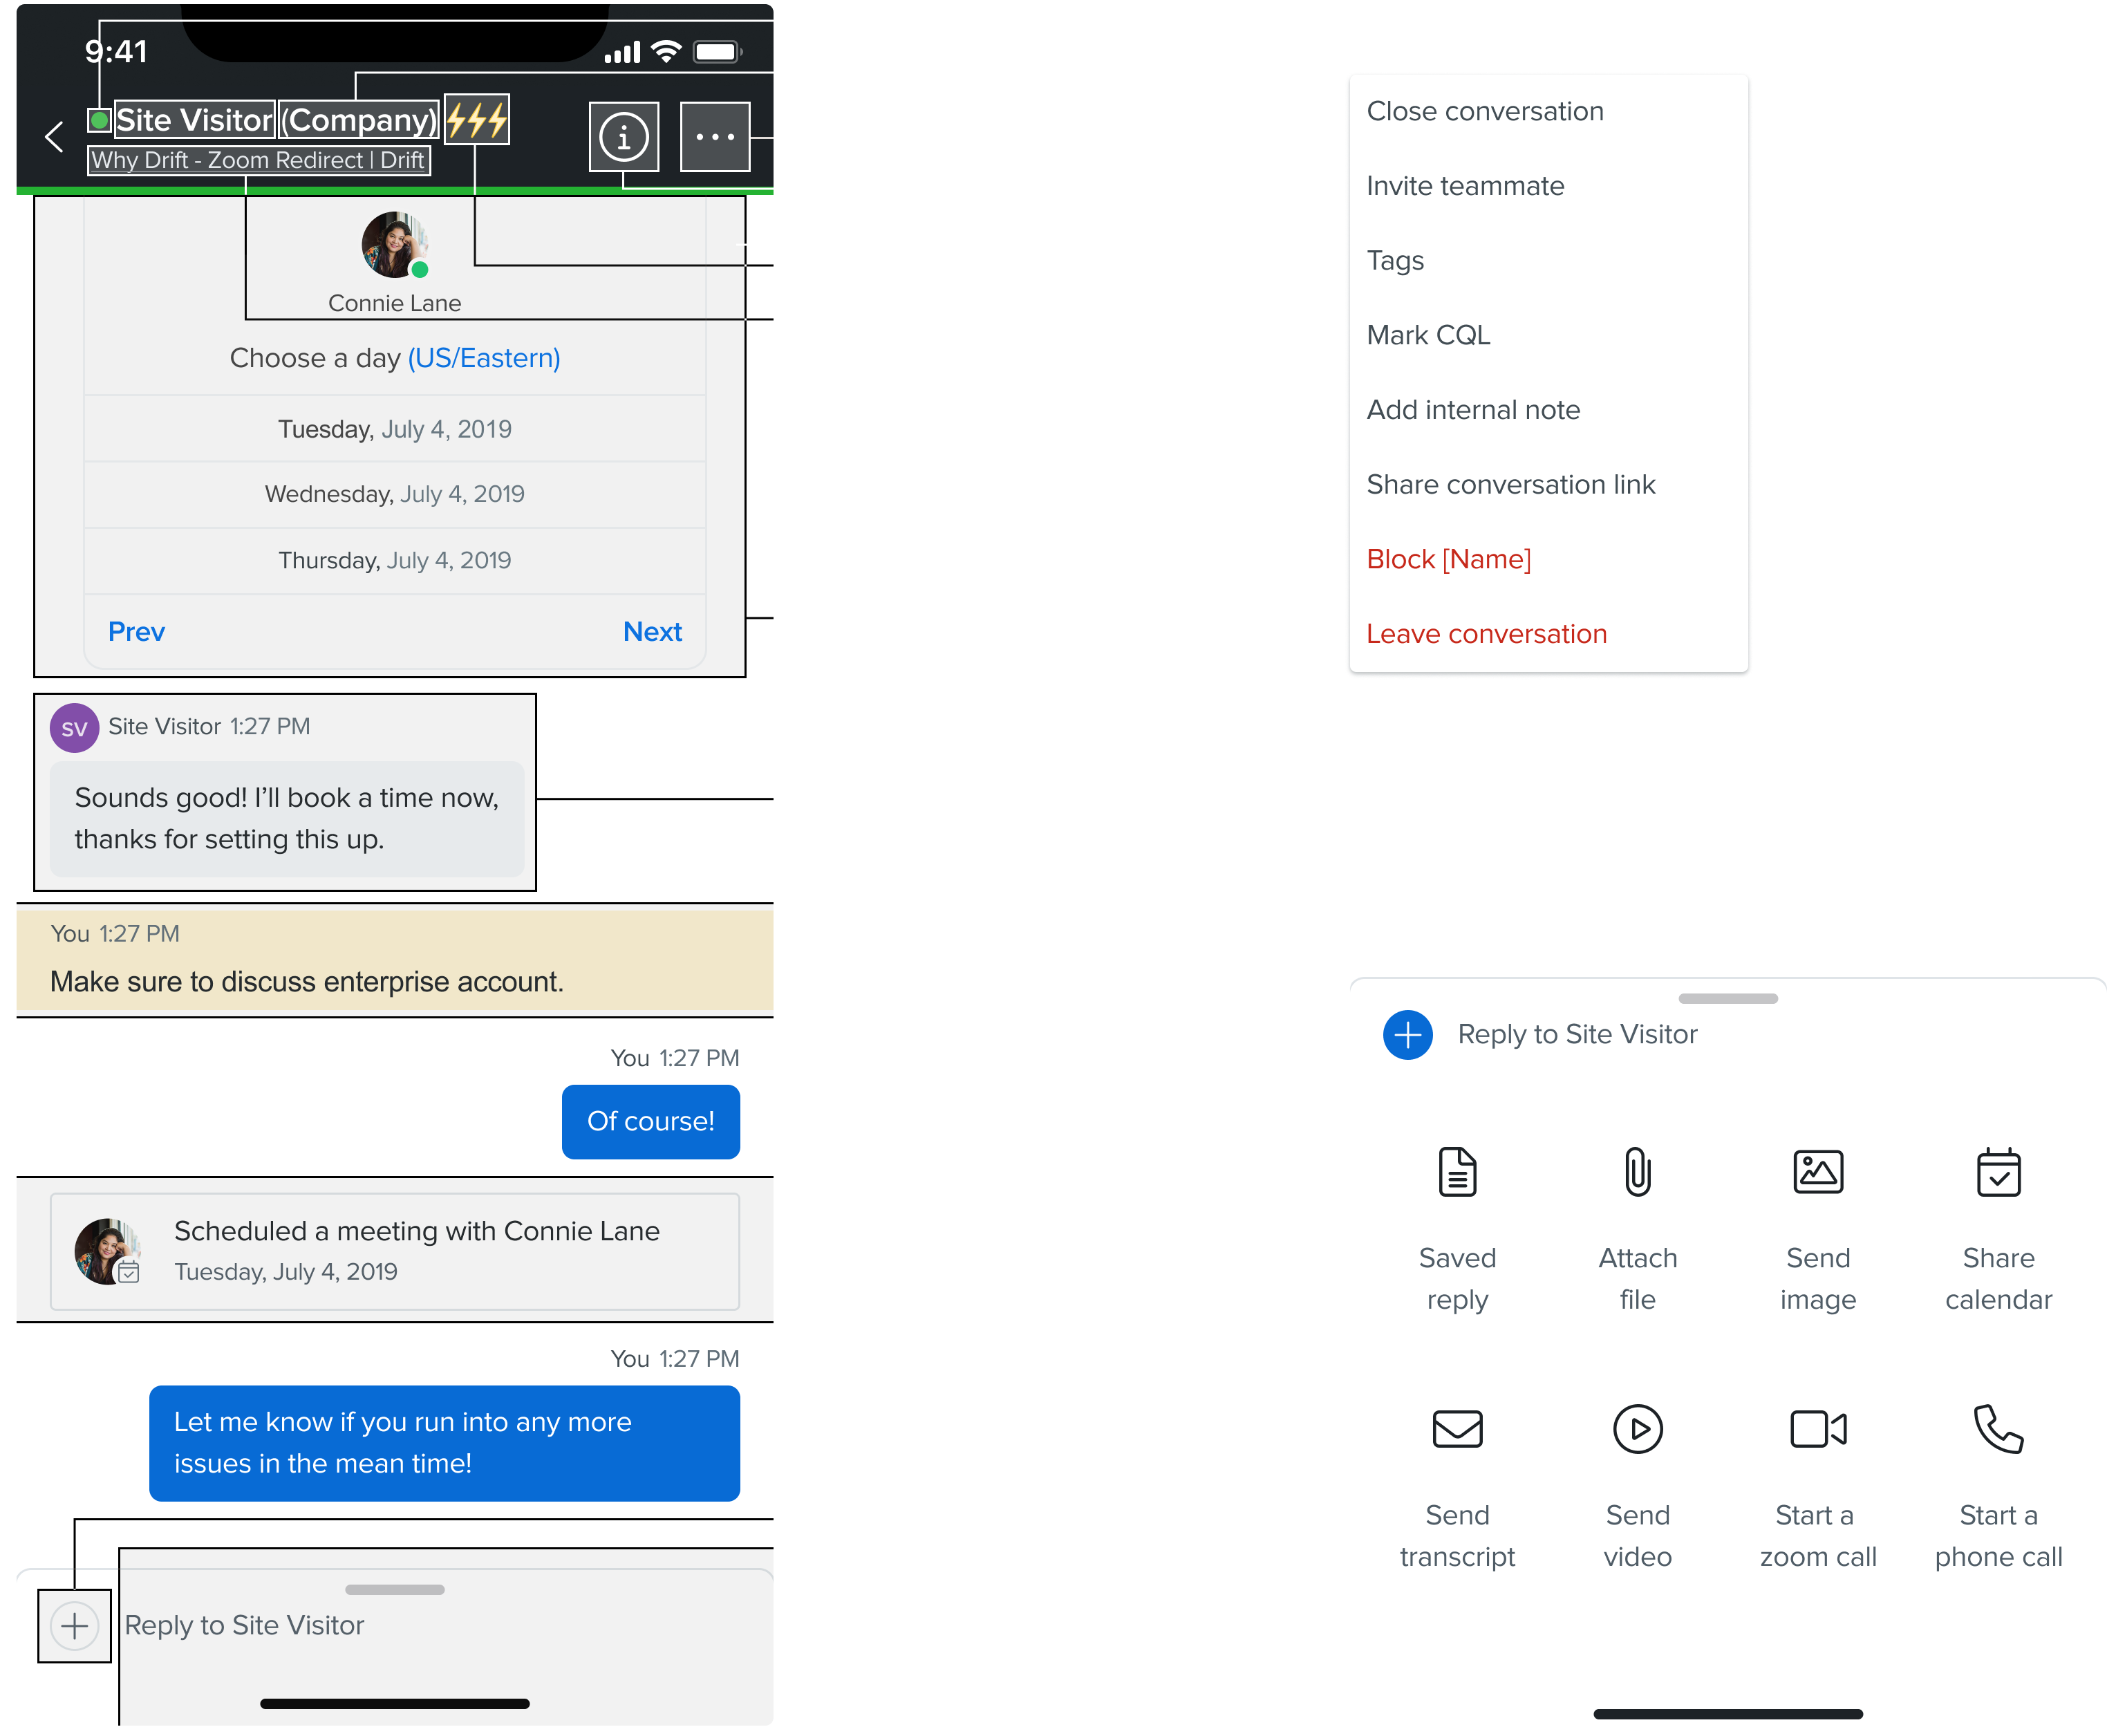 9:41
Site Visitor (Company)
Why Drift - Zoom Redirect | Drift
Connie Lane
Choose a day (US/Eastern)
Tuesday, July 4, 2019
Wednesday, July 4, 2019
Thursday, July 4, 2019
Prev Next
SV Site Visitor 1:27 PM
Sounds good! I’ll book a time now,
thanks for setting this up.
You 1:27 PM
Make sure to discuss enterprise account.
You 1:27 PM
Of course!
Scheduled a meeting with Connie Lane
Tuesday, July 4, 2019
You 1:27 PM
Let me know if you run into any more
issues in the mean time!
Reply to Site Visitor
Close conversation
Invite teammate
Tags
Mark CQL
Add internal note
Share conversation link
Block [Name]
Leave conversation
Reply to Site Visitor
Saved
reply
Attach
file
Send
image
Share
calendar
Send
transcript
Send
video
Start a
zoom call
Start a
phone call